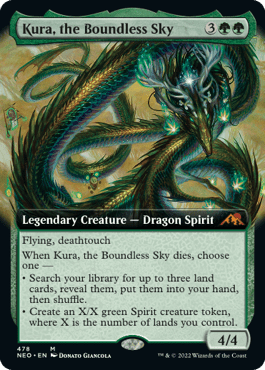 Kura, the Boundless Sky 3
Legendary Creature — Dragon Spirit
Flying, deathtouch
When Kura, the Boundless Sky dies, choose
one —
• Search your library for up to three land
cards, reveal them, put them into your hand,
then shuffle.
• Create an X/X green Spirit creature token,
where X is the number of lands you control.
4/4
478 M
NEO • EN Donato Giancola ™ & © 2022 Wizards of the Coast